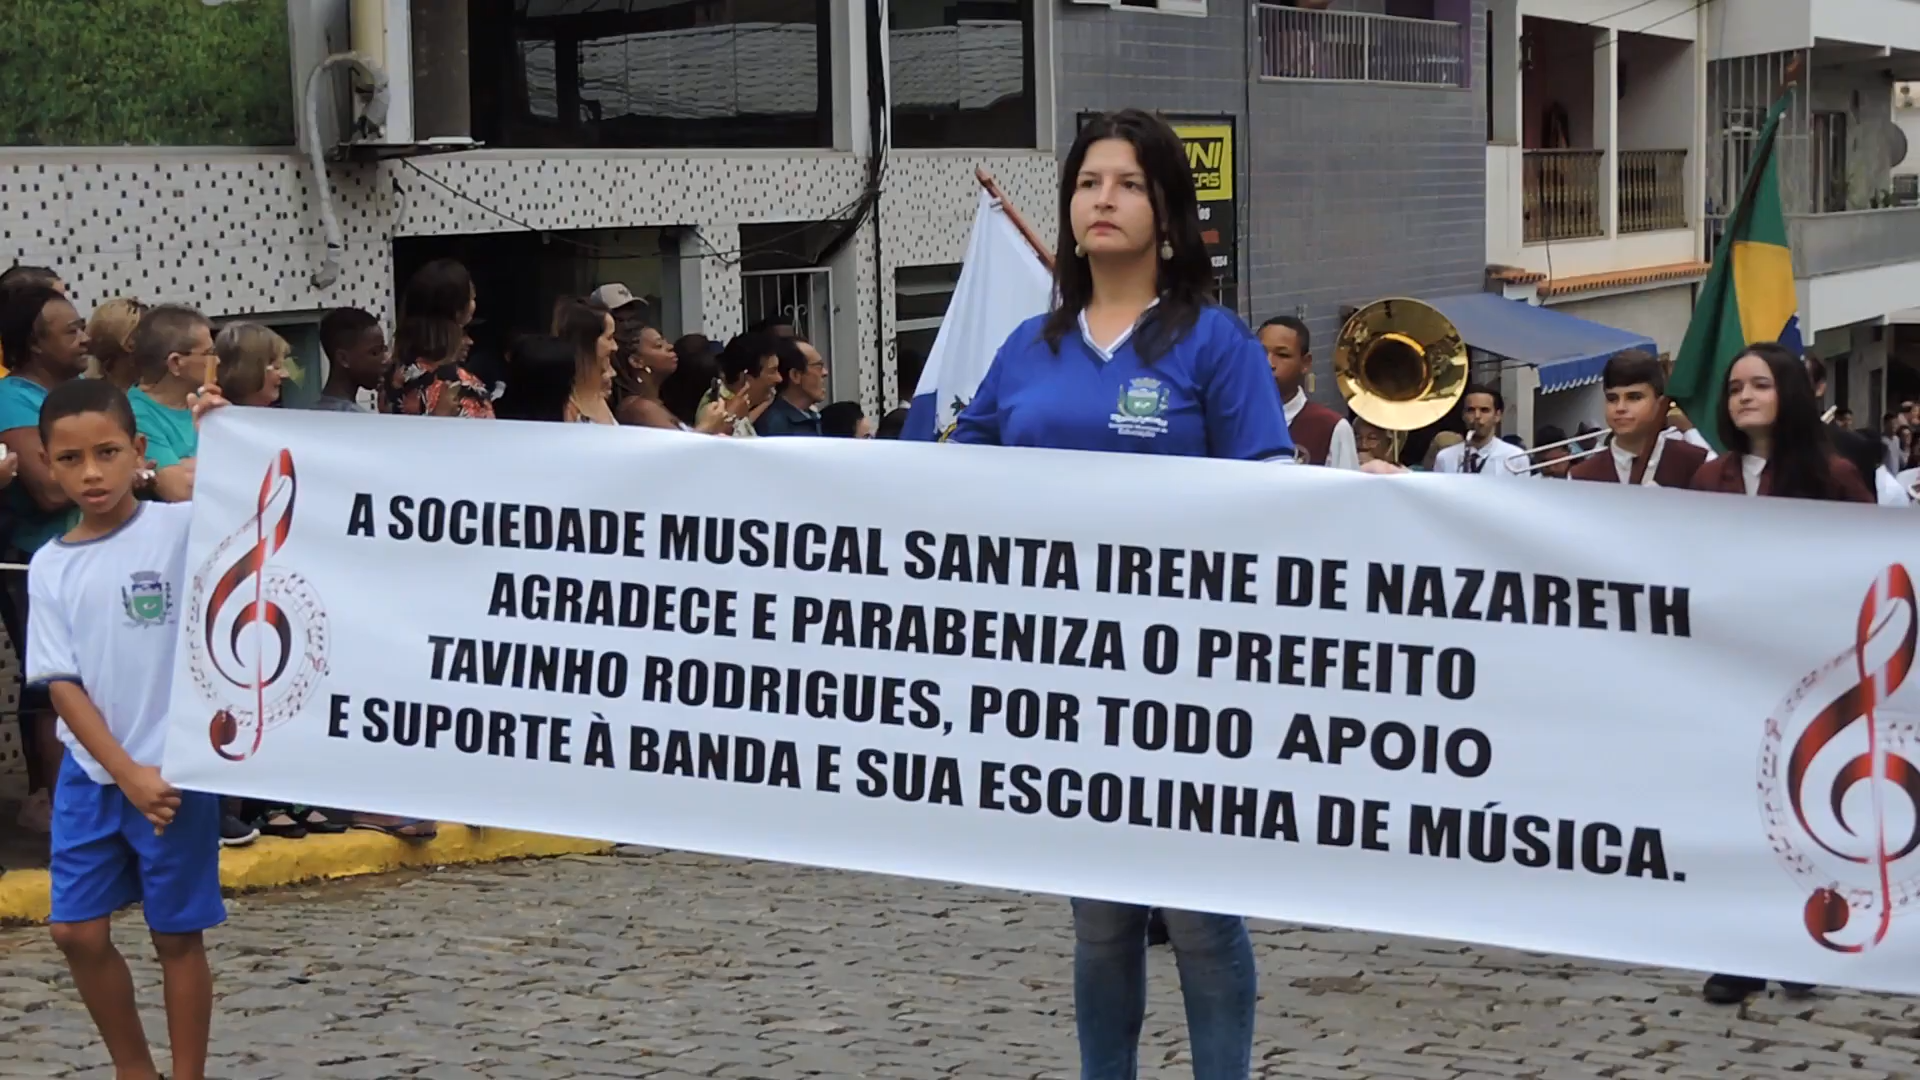 A SOCIEDADE MUSICAL SANTA IRENE DE NAZARETH
AGRADECE E PARABENIZA O PREFEITO
TAVINHO RODRIGUES, POR TODO APOIO
E SUPORTE À BANDA E SUA ESCOLINHA DE MÚSICA.